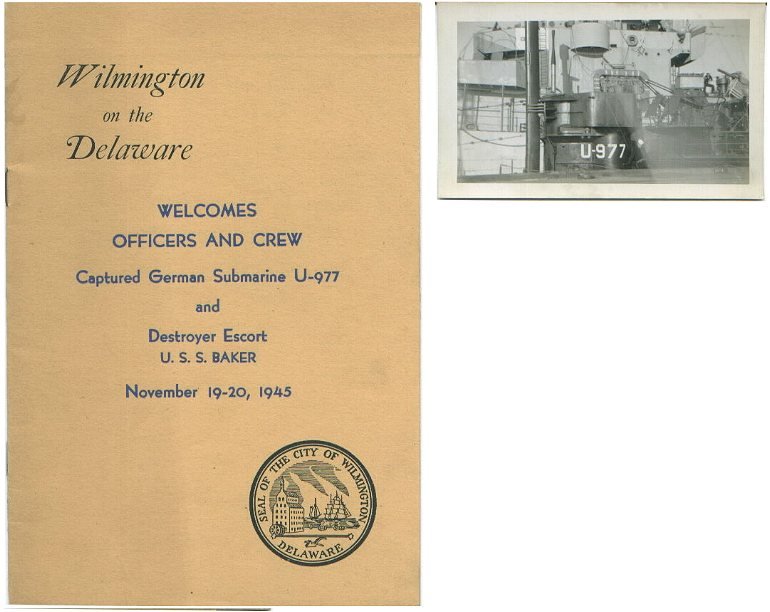 Wilmington
on the
Delaware
WELCOMES
OFFICERS AND CREW
Captured German Submarine U-977
and
Destroyer Escort
U. S. S. BAKER
November 19-20, 1945
SEAL OF THE CITY OF WILMINGTON
DELAWARE
U-977